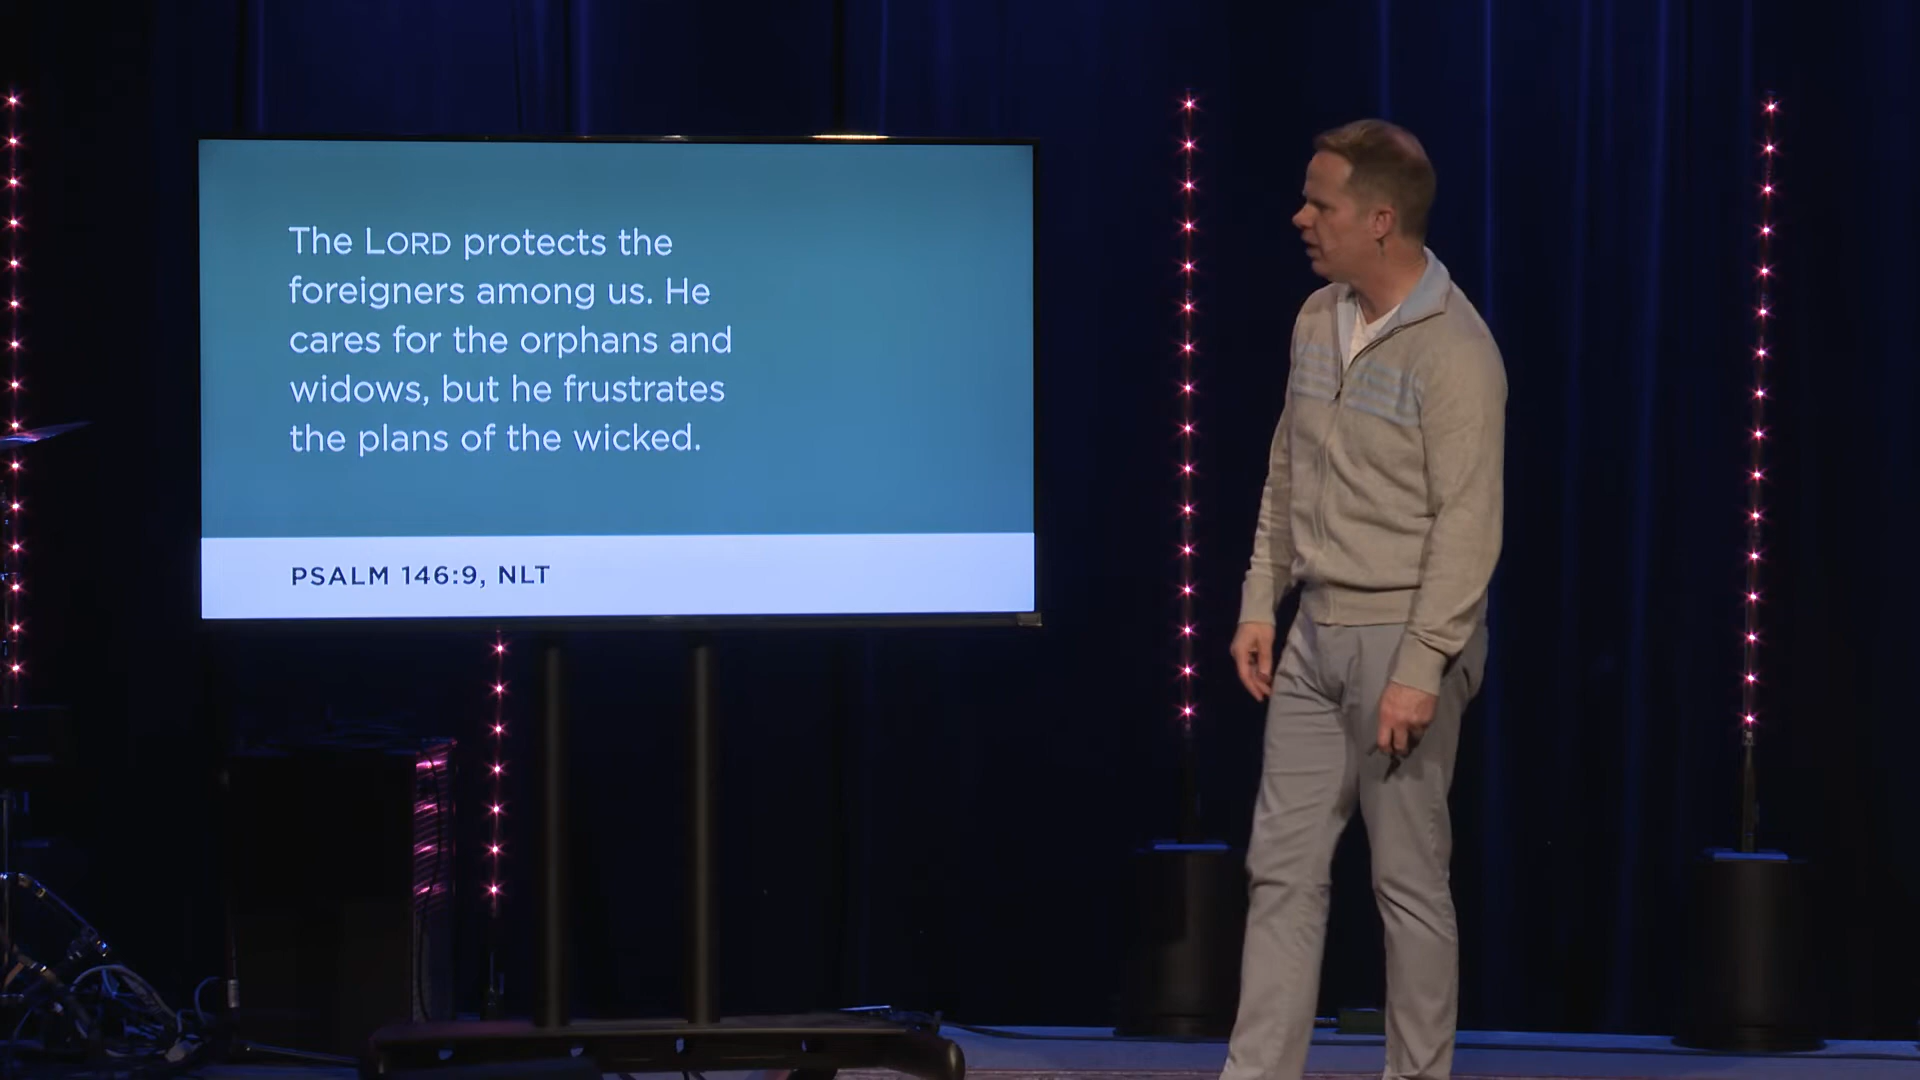 The LORD protects the
foreigners among us. He
cares for the orphans and
widows, but he frustrates
the plans of the wicked.
PSALM 146:9, NLT